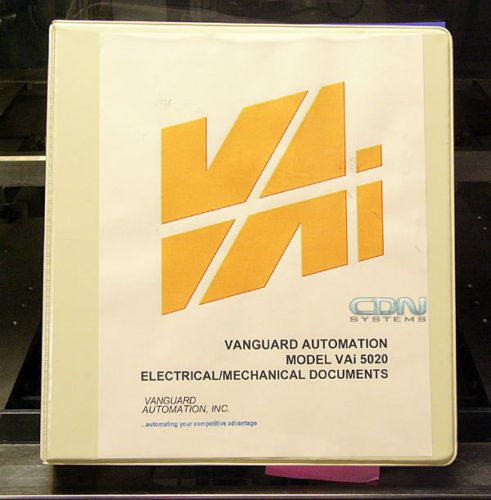 VAi
CDN
SYSTEMS
VANGUARD AUTOMATION
MODEL VAi 5020
ELECTRICAL/MECHANICAL DOCUMENTS
VANGUARD
AUTOMATION, INC.
...automating your competitive advantage